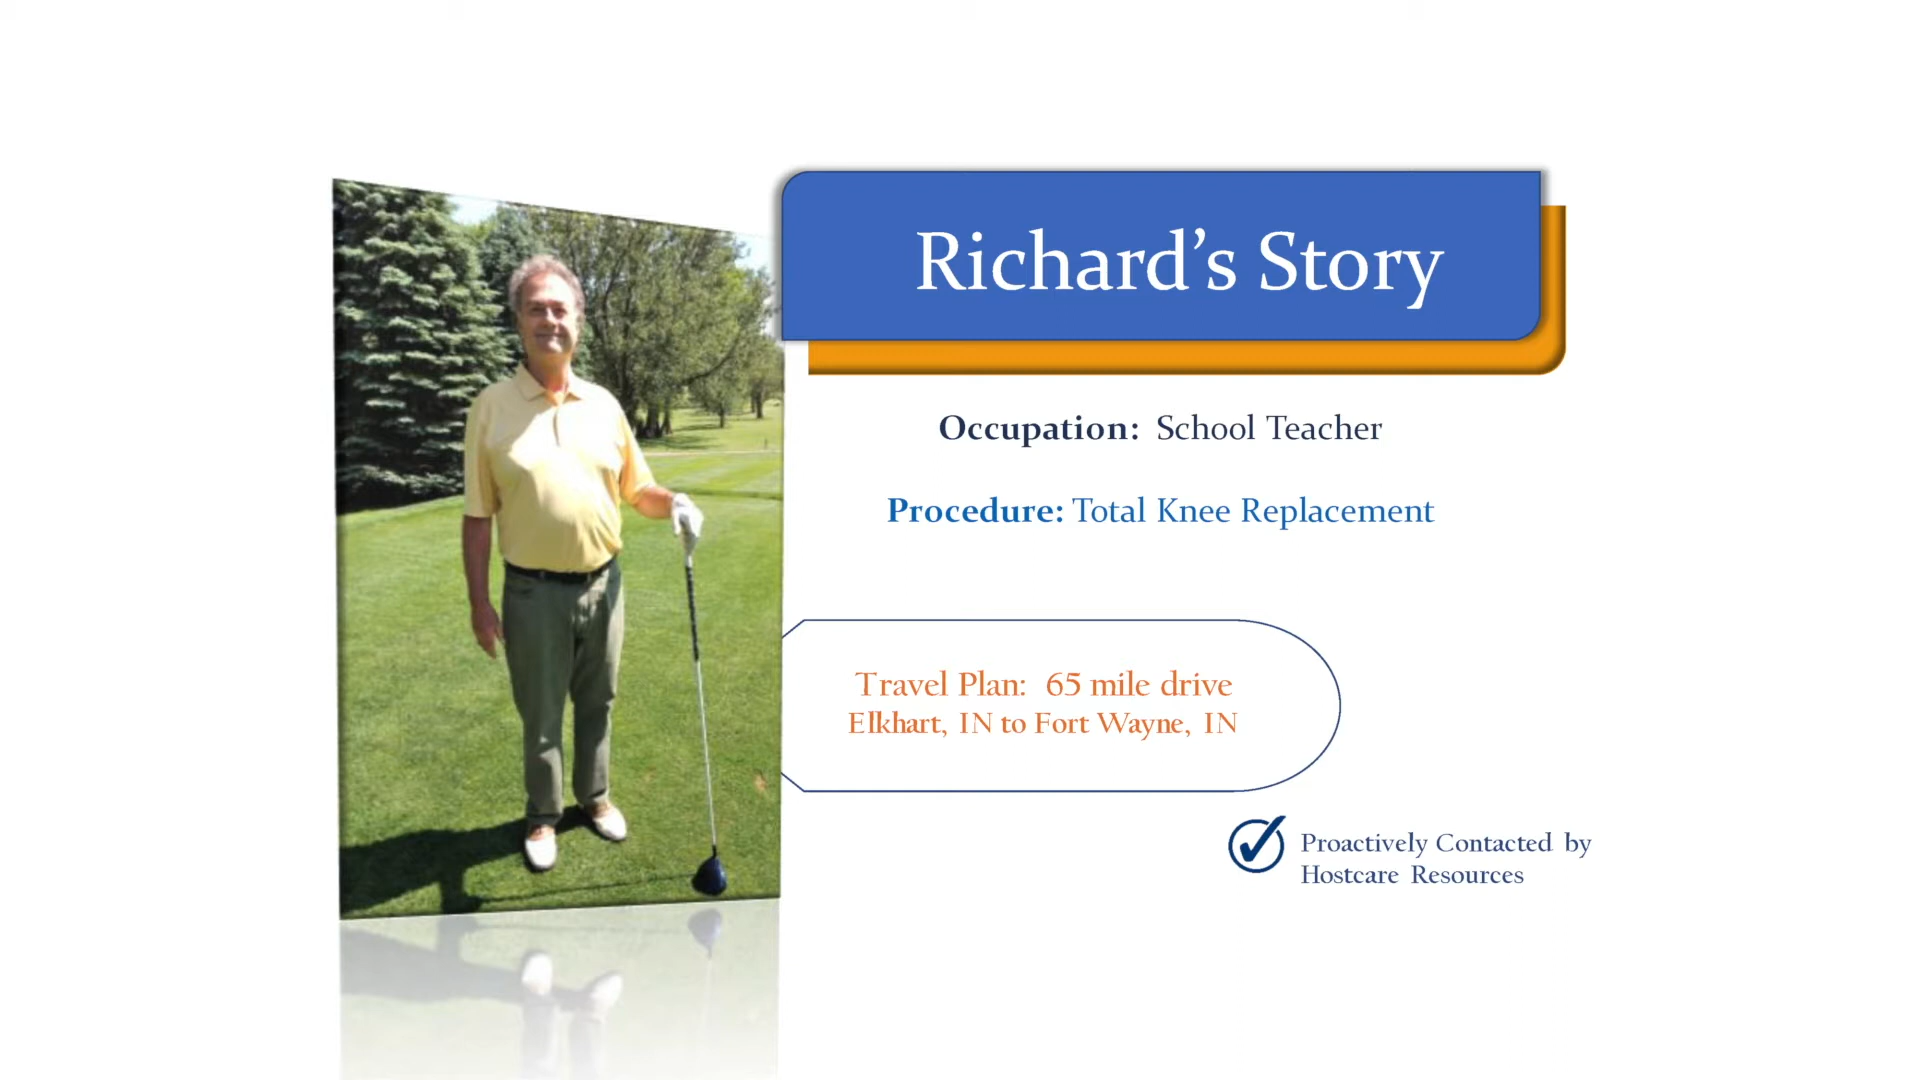 Richard’s Story
Occupation: School Teacher
Procedure: Total Knee Replacement
Travel Plan: 65 mile drive
Elkhart, IN to Fort Wayne, IN
Proactively Contacted by
Hostcare Resources